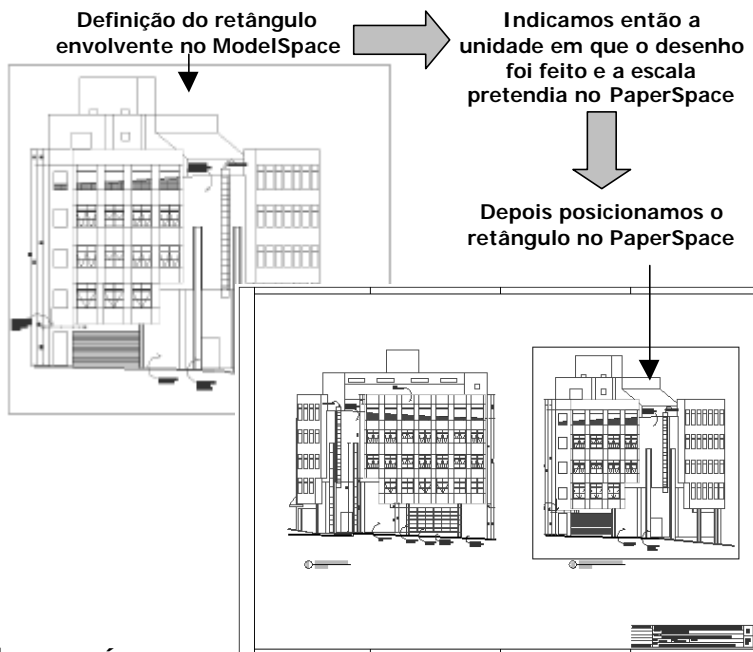 Definição do retângulo
envolvente no ModelSpace
Indicamos então a
unidade em que o desenho
foi feito e a escala
pretendia no PaperSpace
Depois posicionamos o
retângulo no PaperSpace